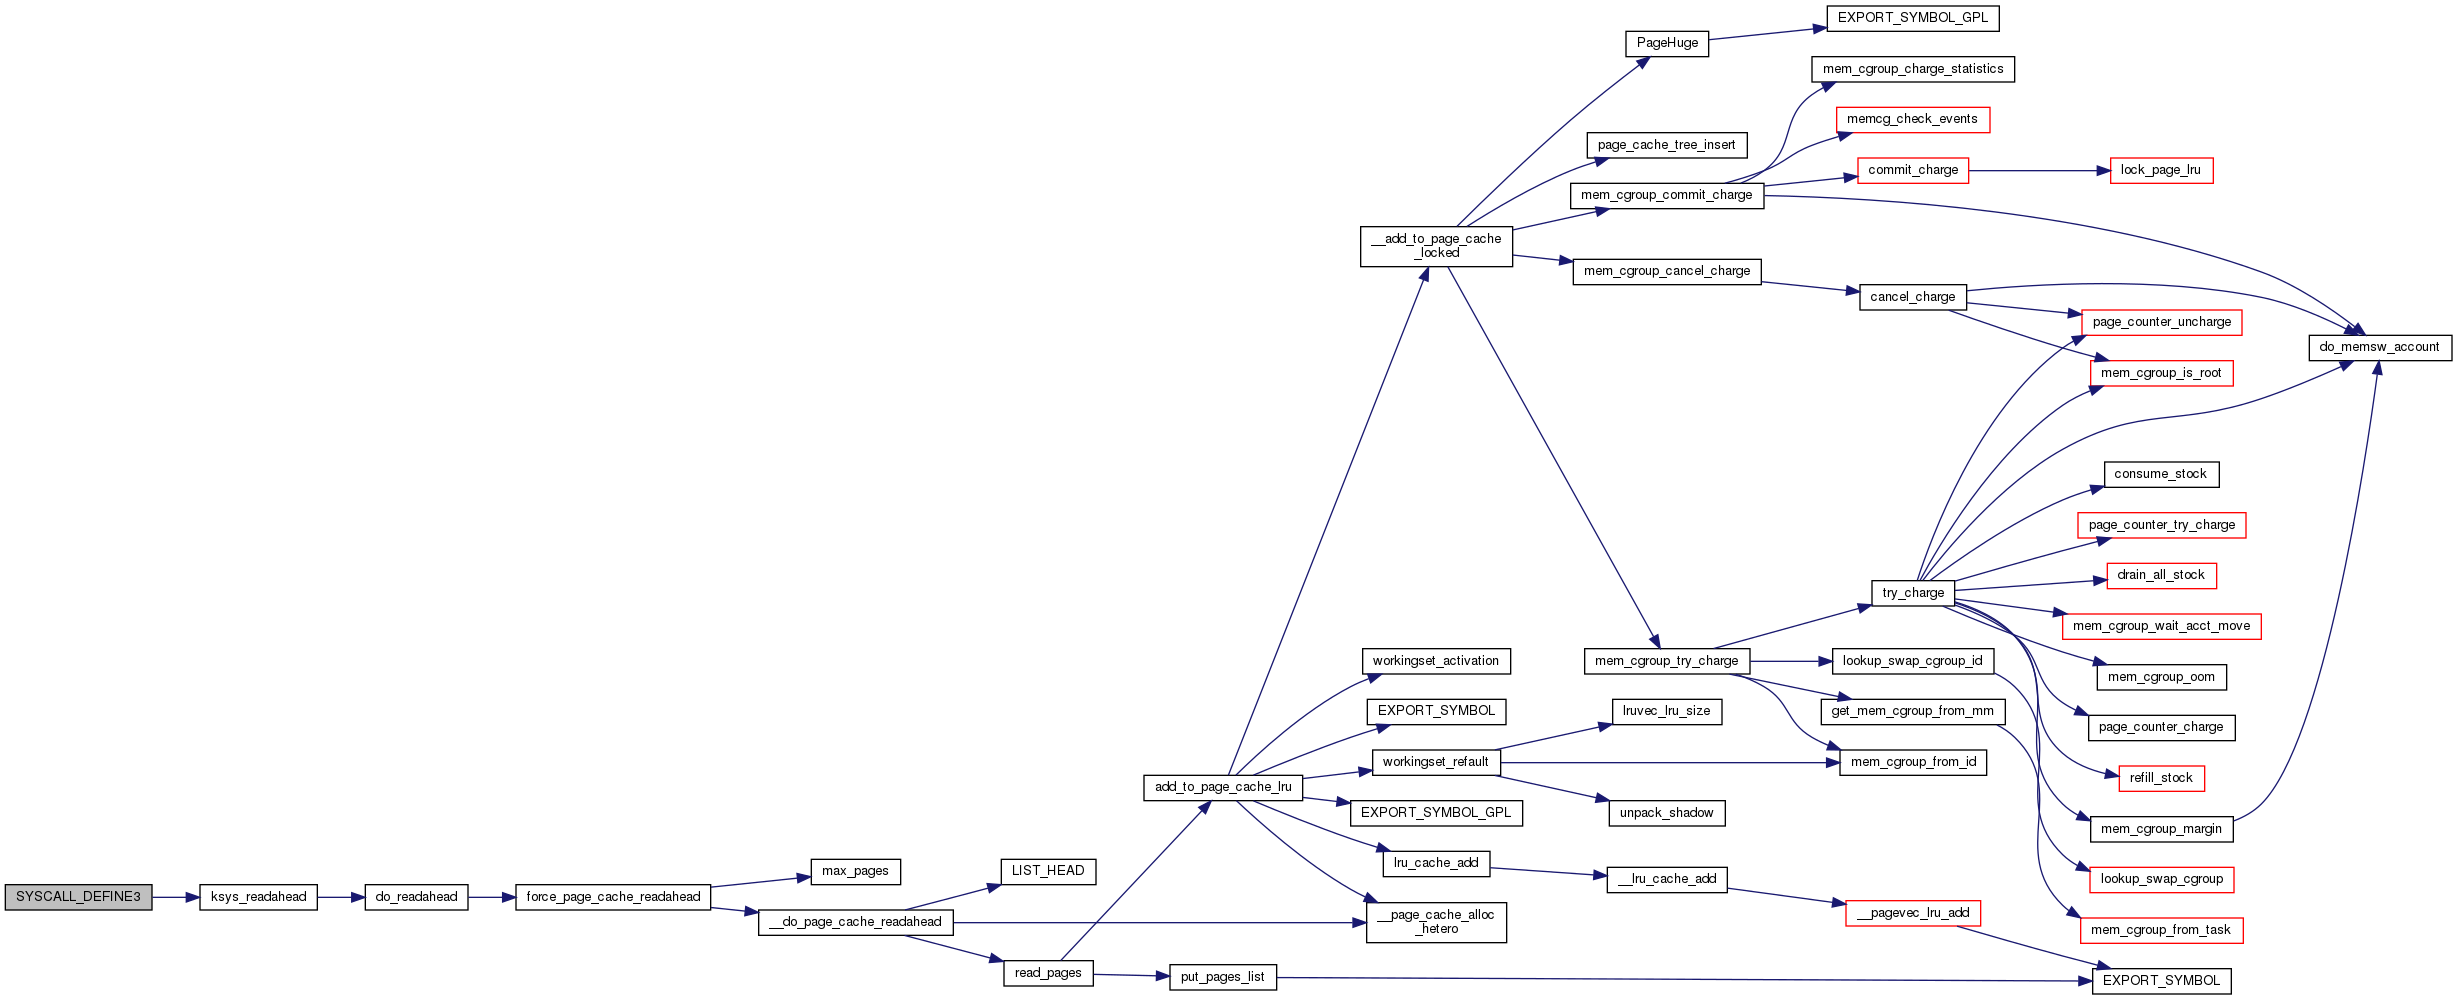 EXPORT_SYMBOL_GPL
PageHuge
mem_cgroup_charge_statistics
memcg_check_events
page_cache_tree_insert
commit_charge
lock_page_lru
mem_cgroup_commit_charge
__add_to_page_cache
_locked
mem_cgroup_cancel_charge
cancel_charge
page_counter_uncharge
do_memsw_account
mem_cgroup_is_root
consume_stock
page_counter_try_charge
drain_all_stock
try_charge
mem_cgroup_wait_acct_move
workingset_activation
mem_cgroup_try_charge
lookup_swap_cgroup_id
mem_cgroup_oom
EXPORT_SYMBOL
lruvec_lru_size
get_mem_cgroup_from_mm
page_counter_charge
workingset_refault
mem_cgroup_from_id
refill_stock
add_to_page_cache_lru
EXPORT_SYMBOL_GPL
unpack_shadow
mem_cgroup_margin
max_pages
LIST_HEAD
lru_cache_add
__lru_cache_add
lookup_swap_cgroup
SYSCALL_DEFINE3
ksys_readahead
do_readahead
force_page_cache_readahead
__do_page_cache_readahead
__page_cache_alloc
_hetero
__pagevec_lru_add
mem_cgroup_from_task
read_pages
put_pages_list
EXPORT_SYMBOL